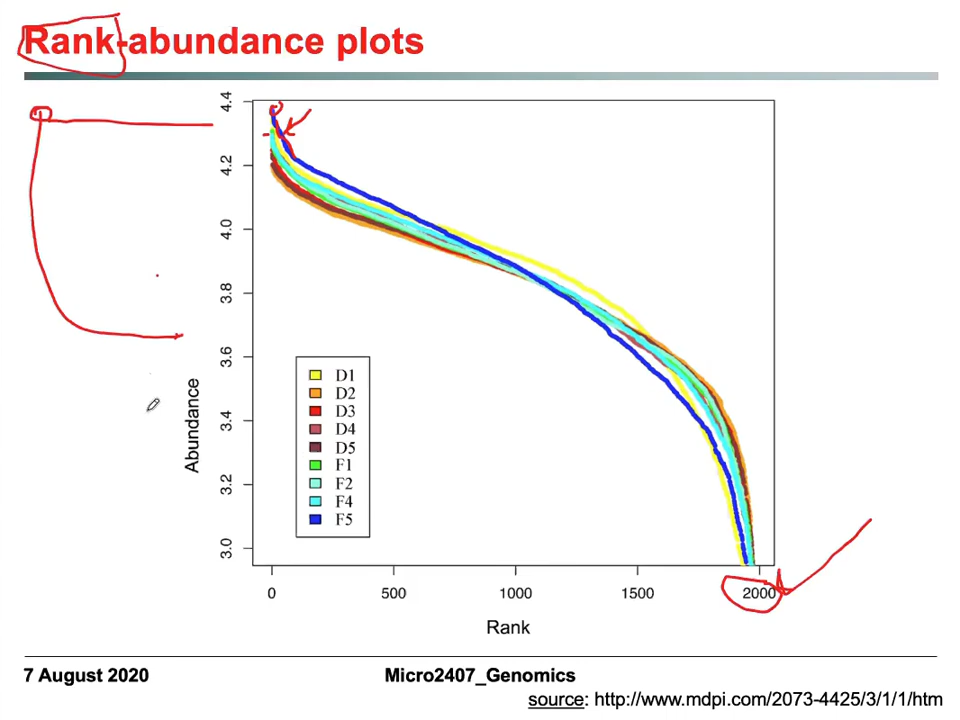 Rank-abundance plots
4.4
4.2
4.0
3.8
3.6
3.4
3.2
3.0
Abundance
D1
D2
D3
D4
D5
F1
F2
F4
F5
0 500 1000 1500 2000
Rank
7 August 2020 Micro2407_Genomics
source: http://www.mdpi.com/2073-4425/3/1/1/htm